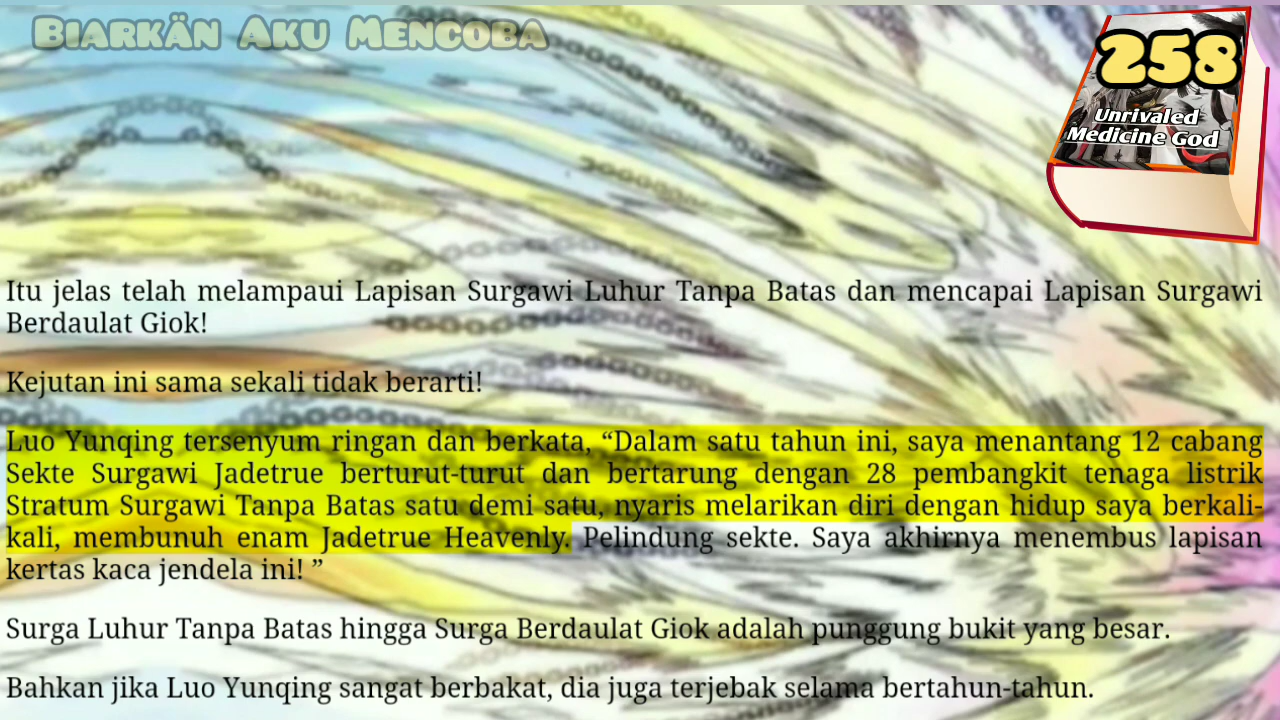 Biarkän Aku Mencoba
258
Unrivaled
Medicine God
Itu jelas telah melampaui Lapisan Surgawi Luhur Tanpa Batas dan mencapai Lapisan Surgawi
Berdaulat Giok!
Kejutan ini sama sekali tidak berarti!
Luo Yunqing tersenyum ringan dan berkata, “Dalam satu tahun ini, saya menantang 12 cabang
Sekte Surgawi Jadetrue berturut-turut dan bertarung dengan 28 pembangkit tenaga listrik
Stratum Surgawi Tanpa Batas satu demi satu, nyaris melarikan diri dengan hidup saya berkali-
kali, membunuh enam Jadetrue Heavenly. Pelindung sekte. Saya akhirnya menembus lapisan
kertas kaca jendela ini! ”
Surga Luhur Tanpa Batas hingga Surga Berdaulat Giok adalah punggung bukit yang besar.
Bahkan jika Luo Yunqing sangat berbakat, dia juga terjebak selama bertahun-tahun.